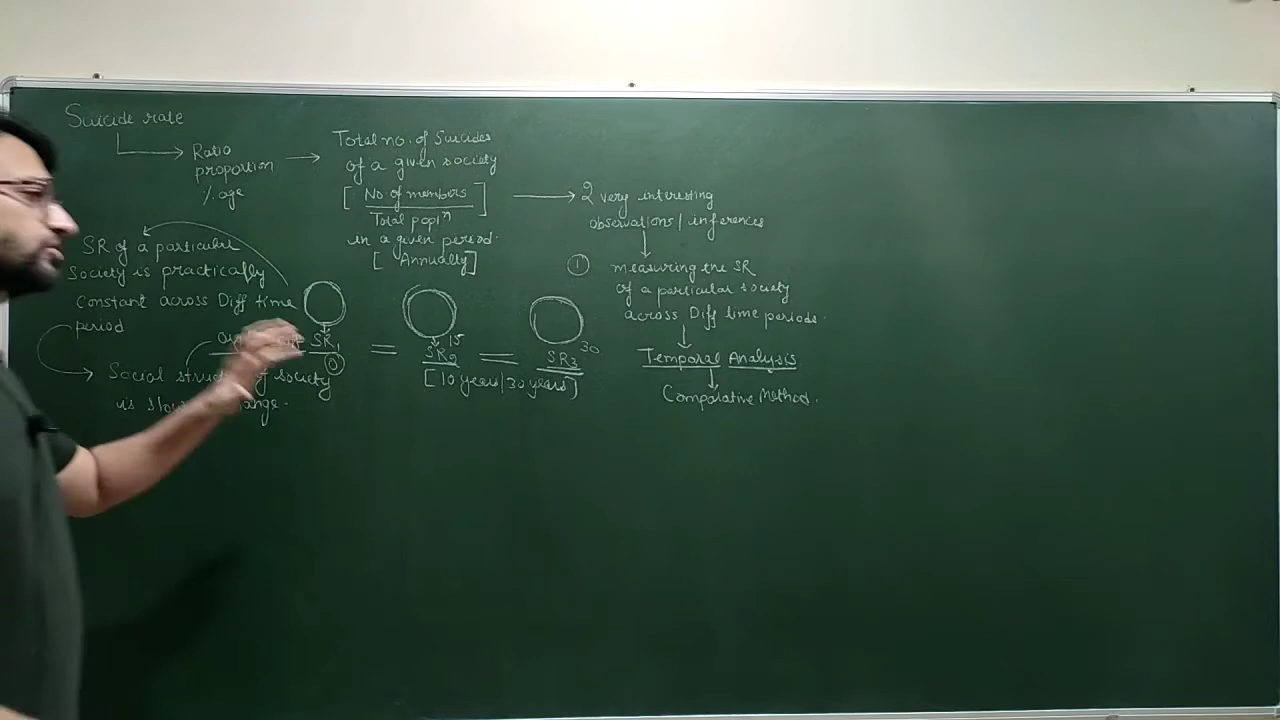 Suicide rate
Ratio
proportion
%age
Total no. of Suicides
of a given society
[ No. of members ]
Total popⁿ
in a given period.
[ Annually ]
2 very interesting
observations / inferences
① measuring the SR
of a particular society
across Diff time periods.
Temporal Analysis
Comparative Method.
SR of a particular
Society is practically
Constant across Diff time
period
SR1 = SR2 = SR3
0 15 30
[ 10 years / 30 years ]
Social structure of society
is